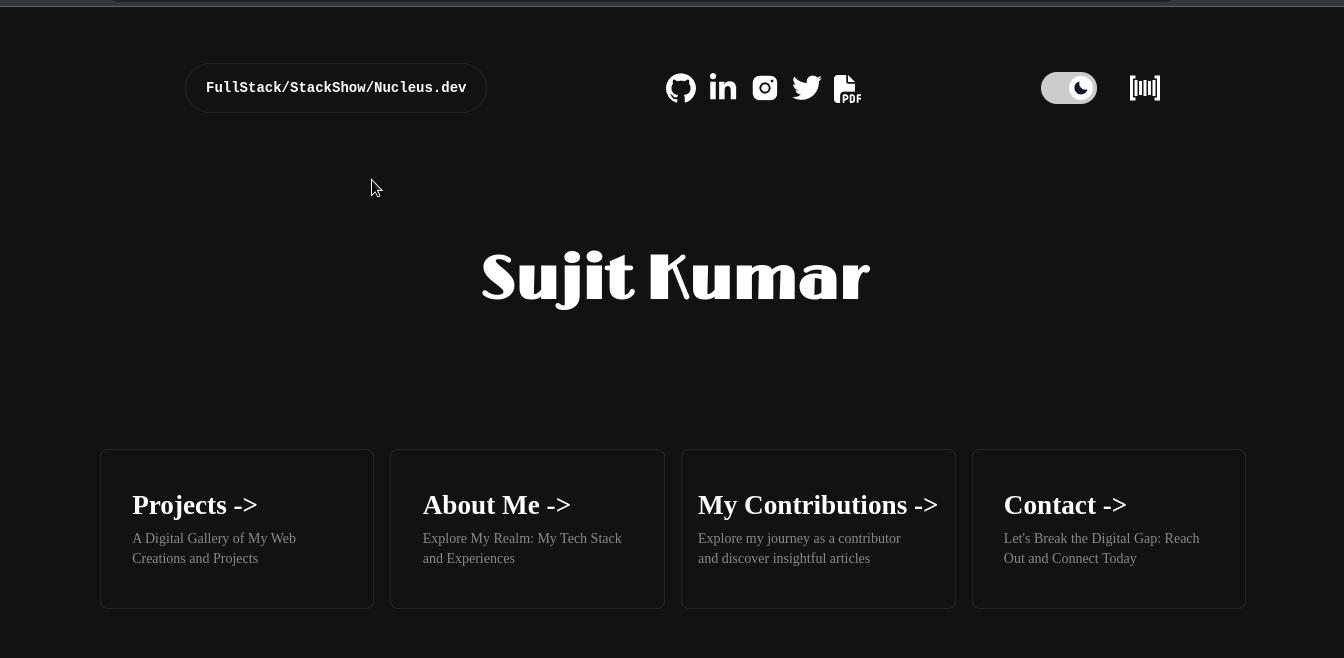 FullStack/StackShow/Nucleus.dev
in
PDF
Sujit Kumar
Projects ->
A Digital Gallery of My Web
Creations and Projects
About Me ->
Explore My Realm: My Tech Stack
and Experiences
My Contributions ->
Explore my journey as a contributor
and discover insightful articles
Contact ->
Let's Break the Digital Gap: Reach
Out and Connect Today